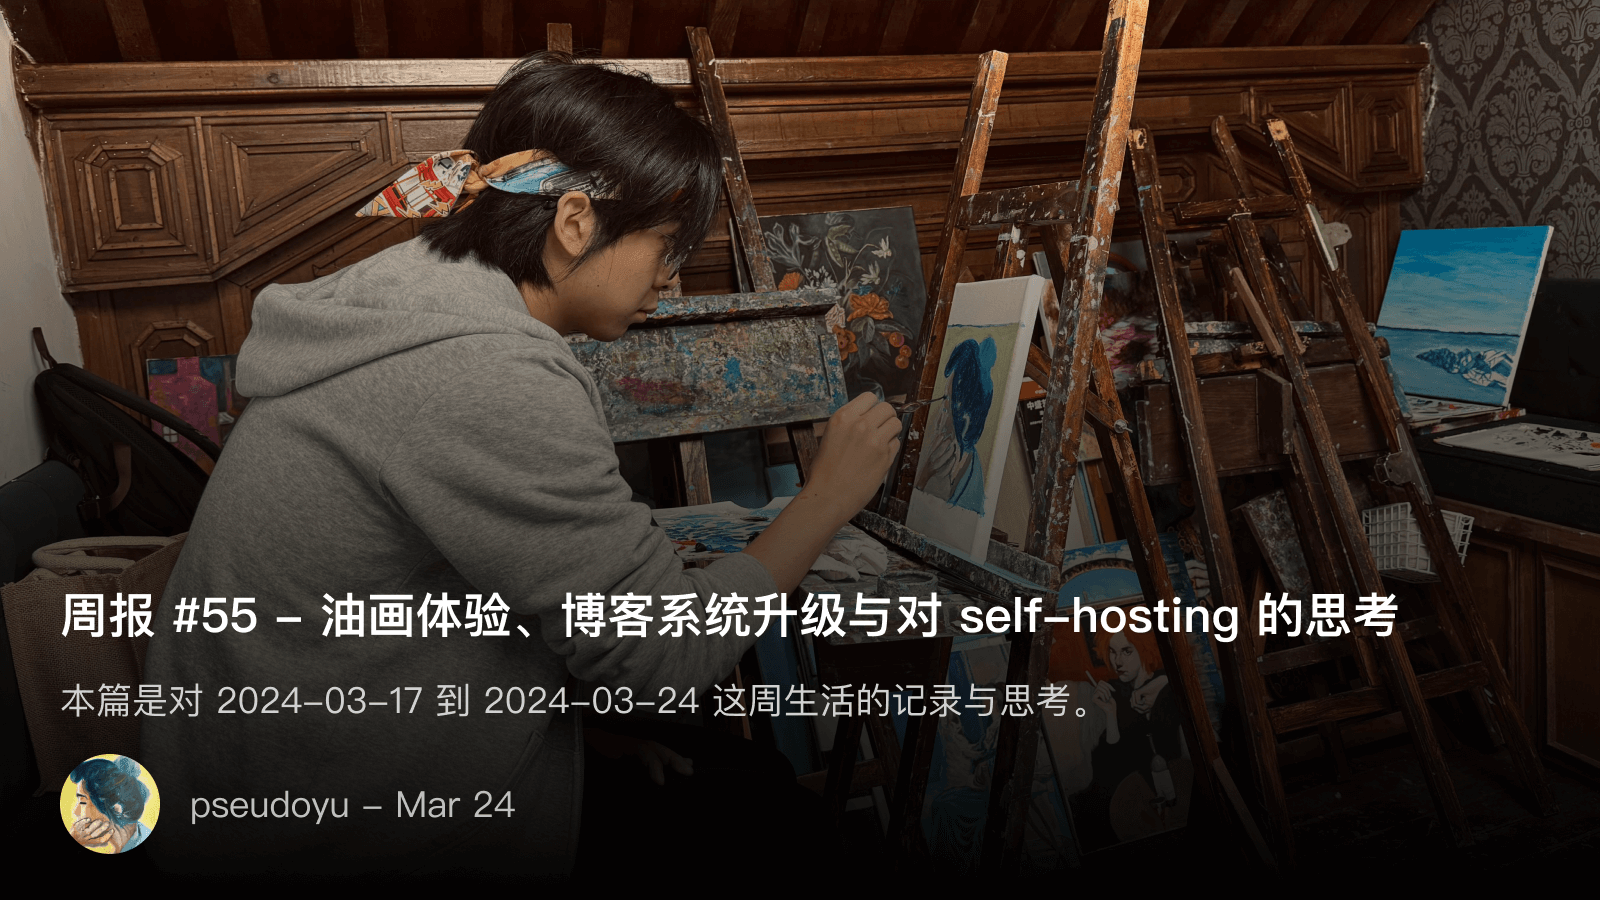 周报 #55 - 油画体验、博客系统升级与对 self-hosting 的思考
本篇是对 2024-03-17 到 2024-03-24 这周生活的记录与思考。
pseudoyu - Mar 24